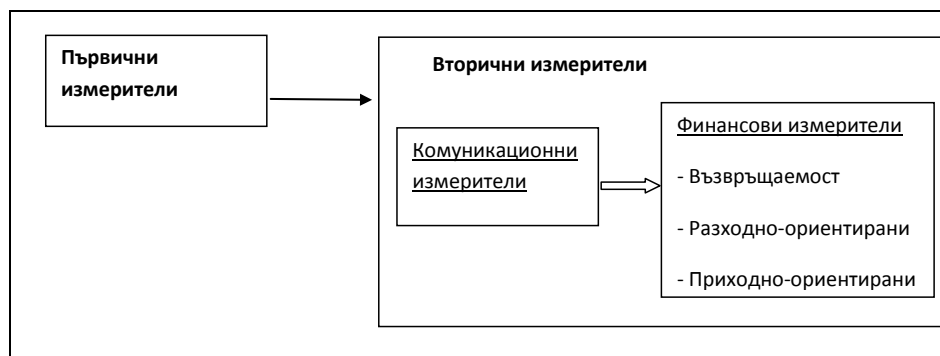 Първични
измерители
Вторични измерители
Комуникационни
измерители
Финансови измерители
- Възвръщаемост
- Разходно-ориентирани
- Приходно-ориентирани